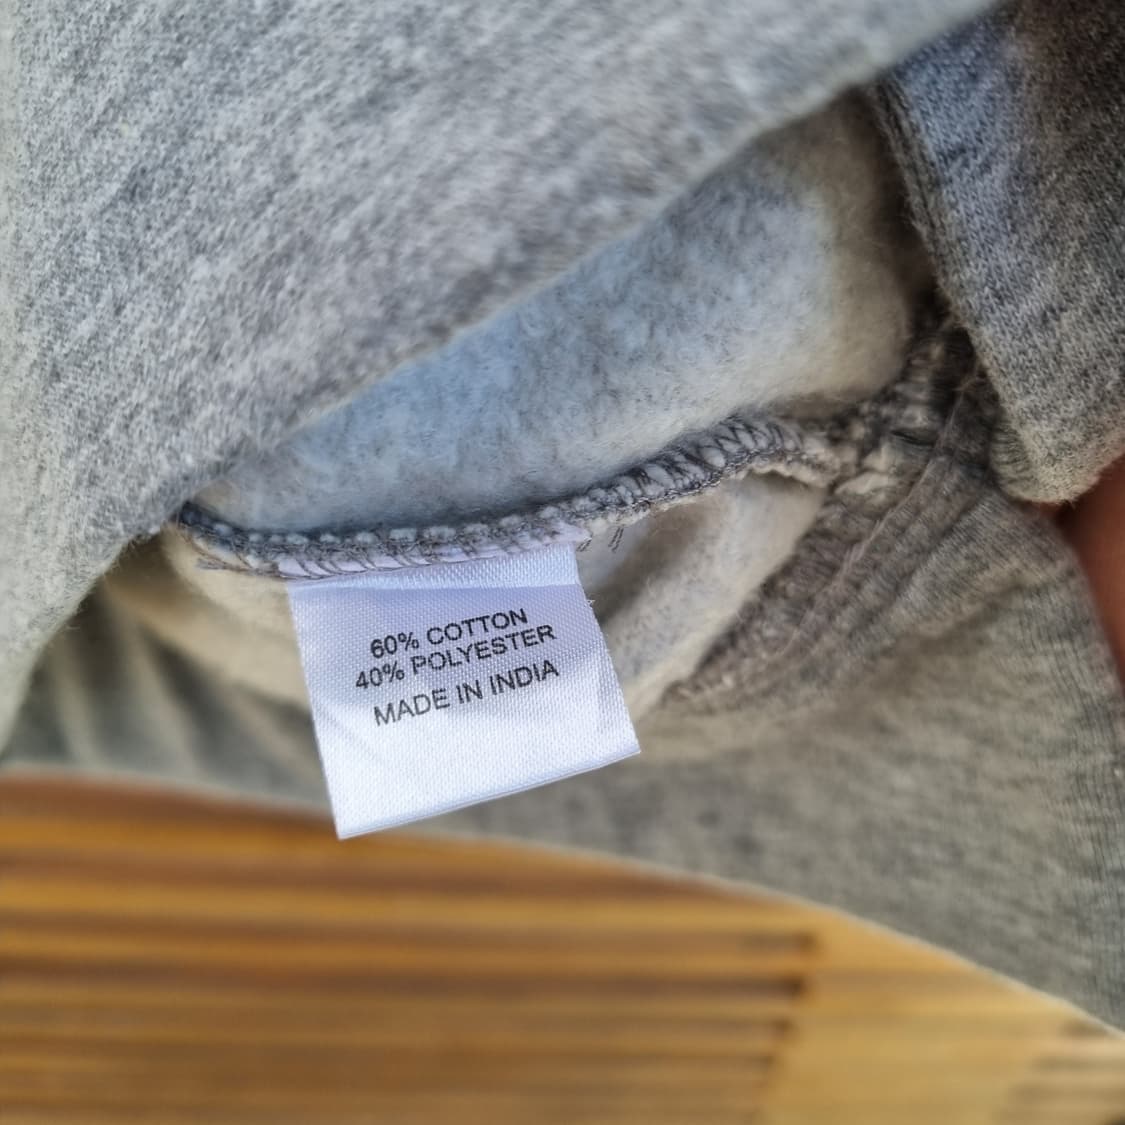 60% COTTON
40% POLYESTER
MADE IN INDIA